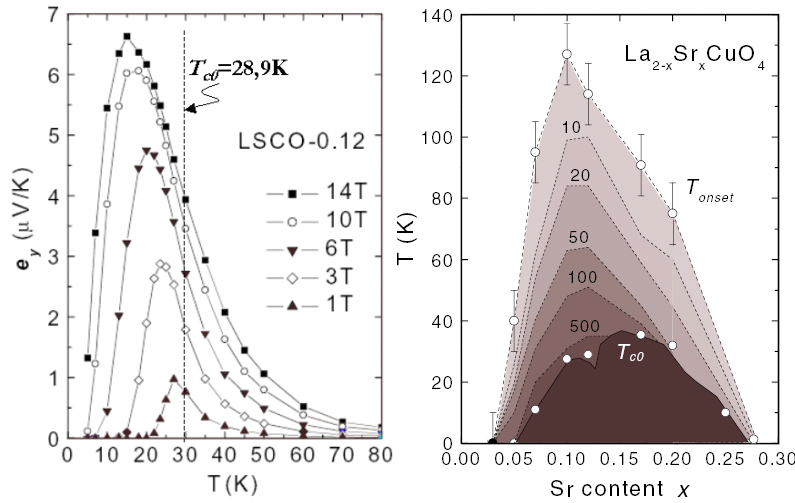 7
6
5
4
3
2
1
0
e_y (μV/K)
T_c0=28,9K
LSCO-0.12
14T
10T
6T
3T
1T
0 10 20 30 40 50 60 70 80
T (K)
140
120
100
80
60
40
20
0
T (K)
La₂₋ₓSrₓCuO₄
10
20
50
100
500
T_onset
T_c0
0.00 0.05 0.10 0.15 0.20 0.25 0.30
Sr content x